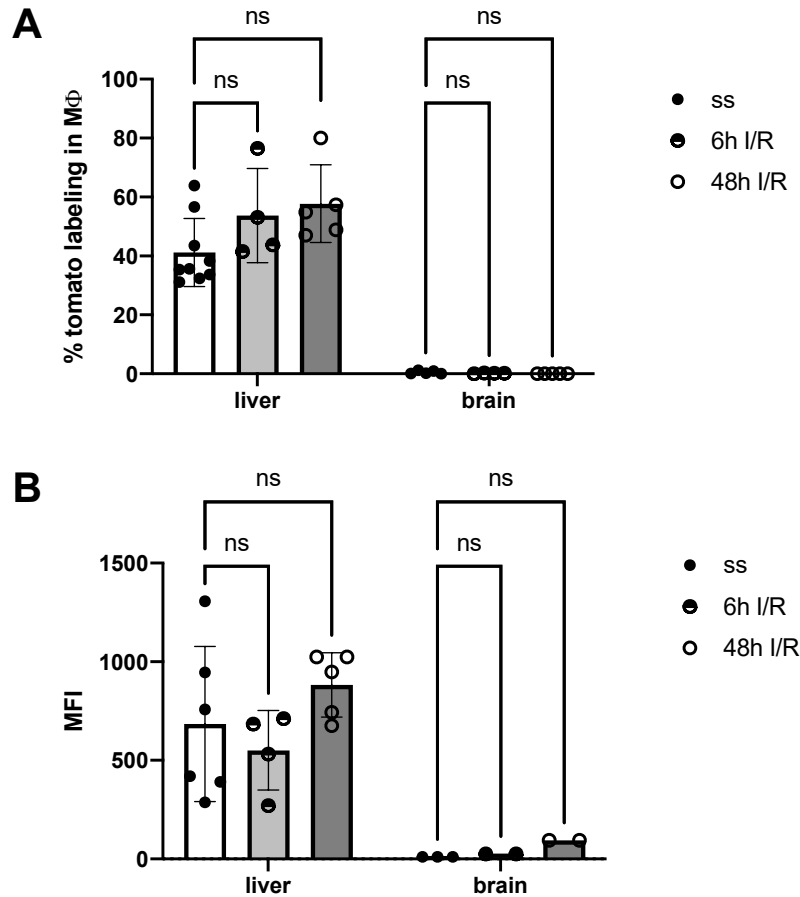 A
ns
ns
ns
ns
100
80
60
40
20
0
% tomato labeling in MΦ
liver
brain
ss
6h I/R
48h I/R
B
ns
ns
ns
ns
1500
1000
500
0
MFI
liver
brain
ss
6h I/R
48h I/R